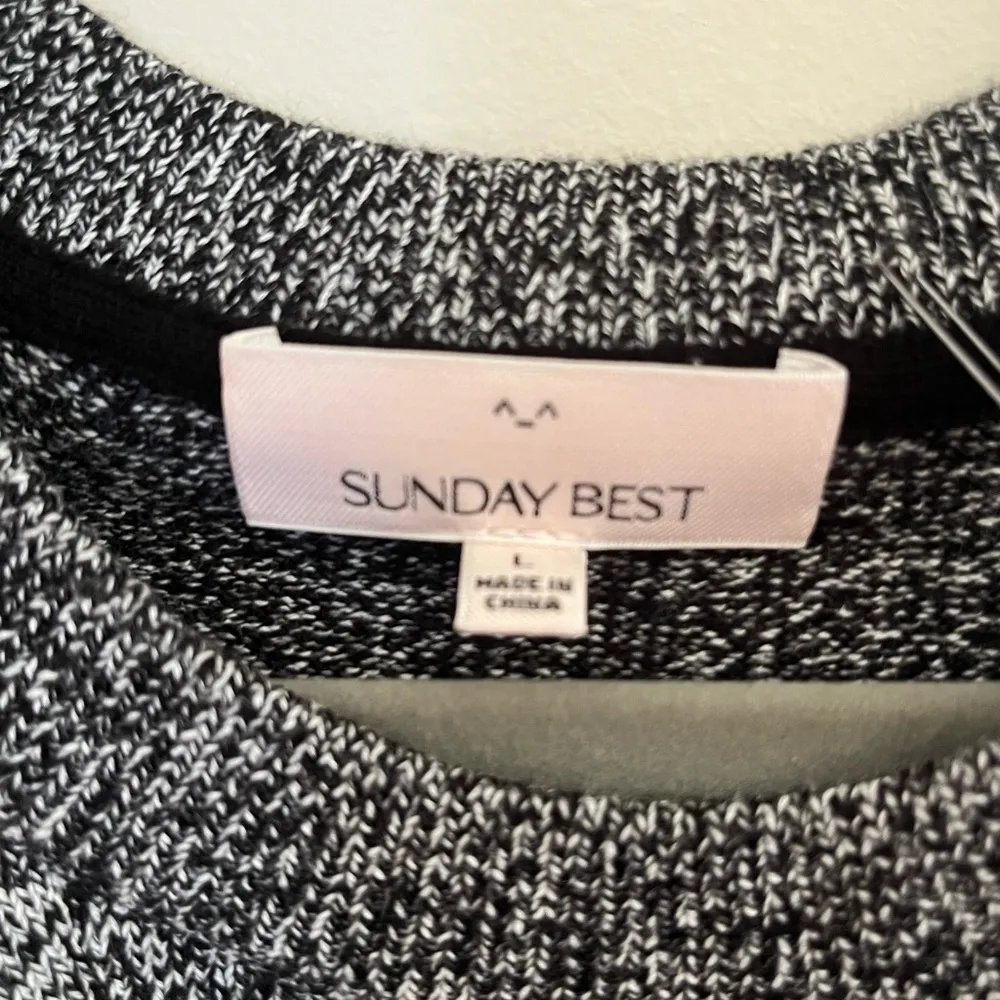 ^_^
SUNDAY BEST
L
MADE IN
CHINA